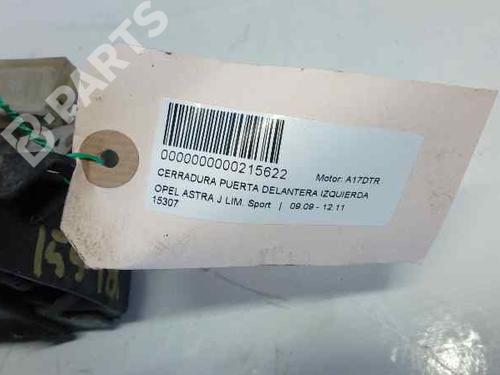 B-PARTS
0000000000215622
Motor: A17DTR
CERRADURA PUERTA DELANTERA IZQUIERDA
OPEL ASTRA J LIM. Sport | 09.09 - 12.11
15307